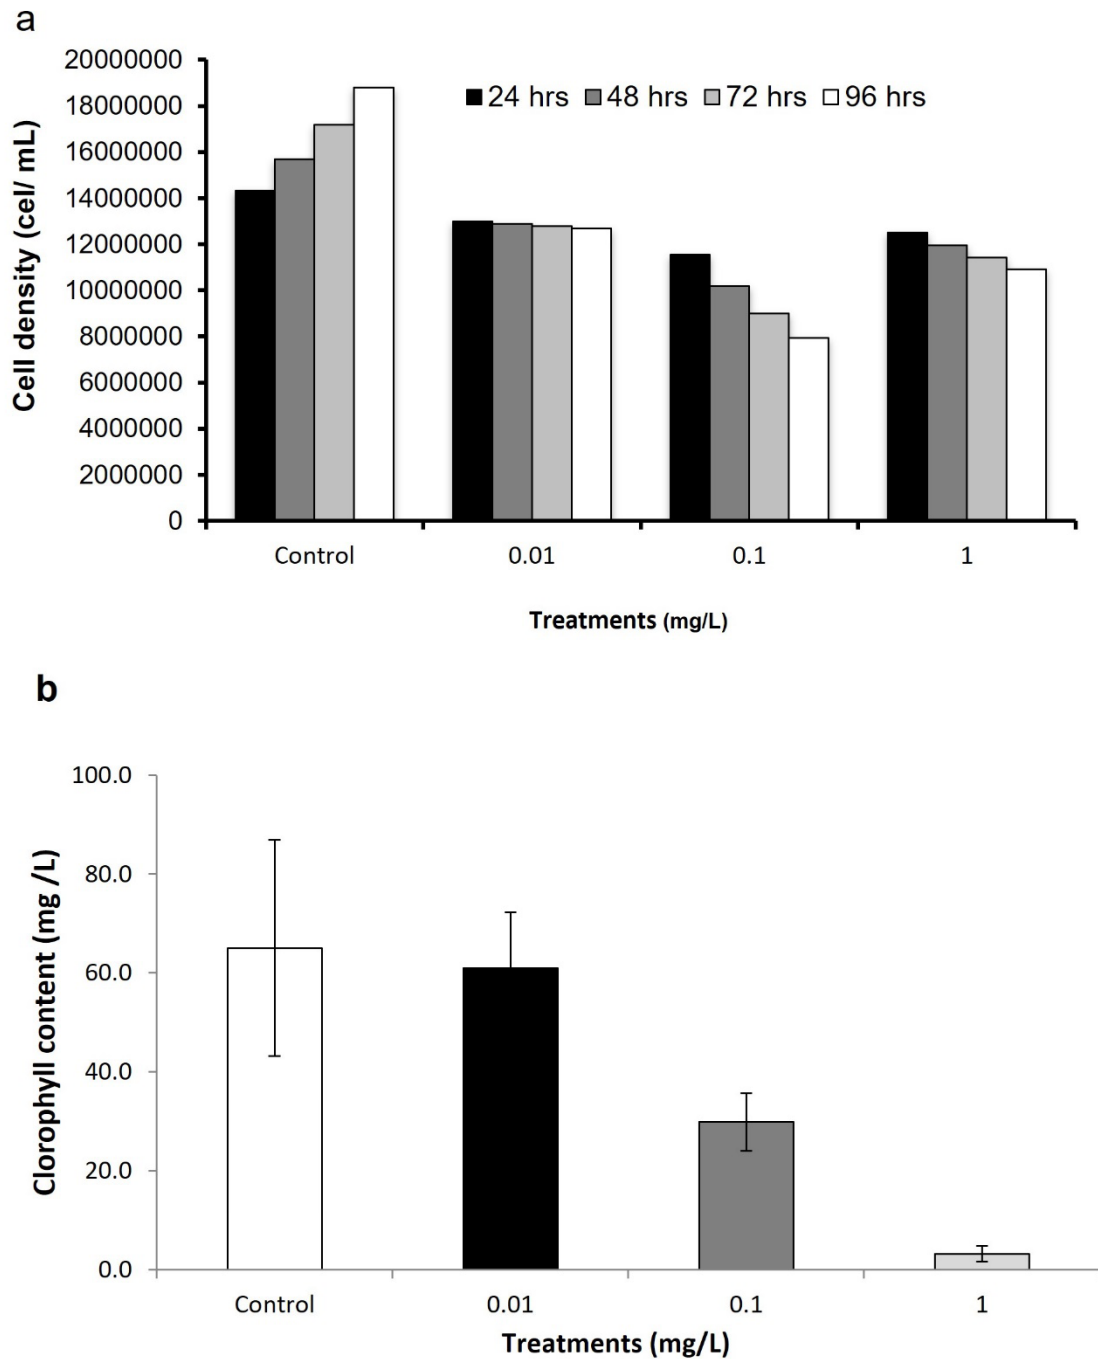 a
20000000
18000000
16000000
14000000
12000000
10000000
8000000
6000000
4000000
2000000
0
Cell density (cel/ mL)
24 hrs 48 hrs 72 hrs 96 hrs
Control 0.01 0.1 1
Treatments (mg/L)
b
100.0
80.0
60.0
40.0
20.0
0.0
Clorophyll content (mg /L)
Control 0.01 0.1 1
Treatments (mg/L)